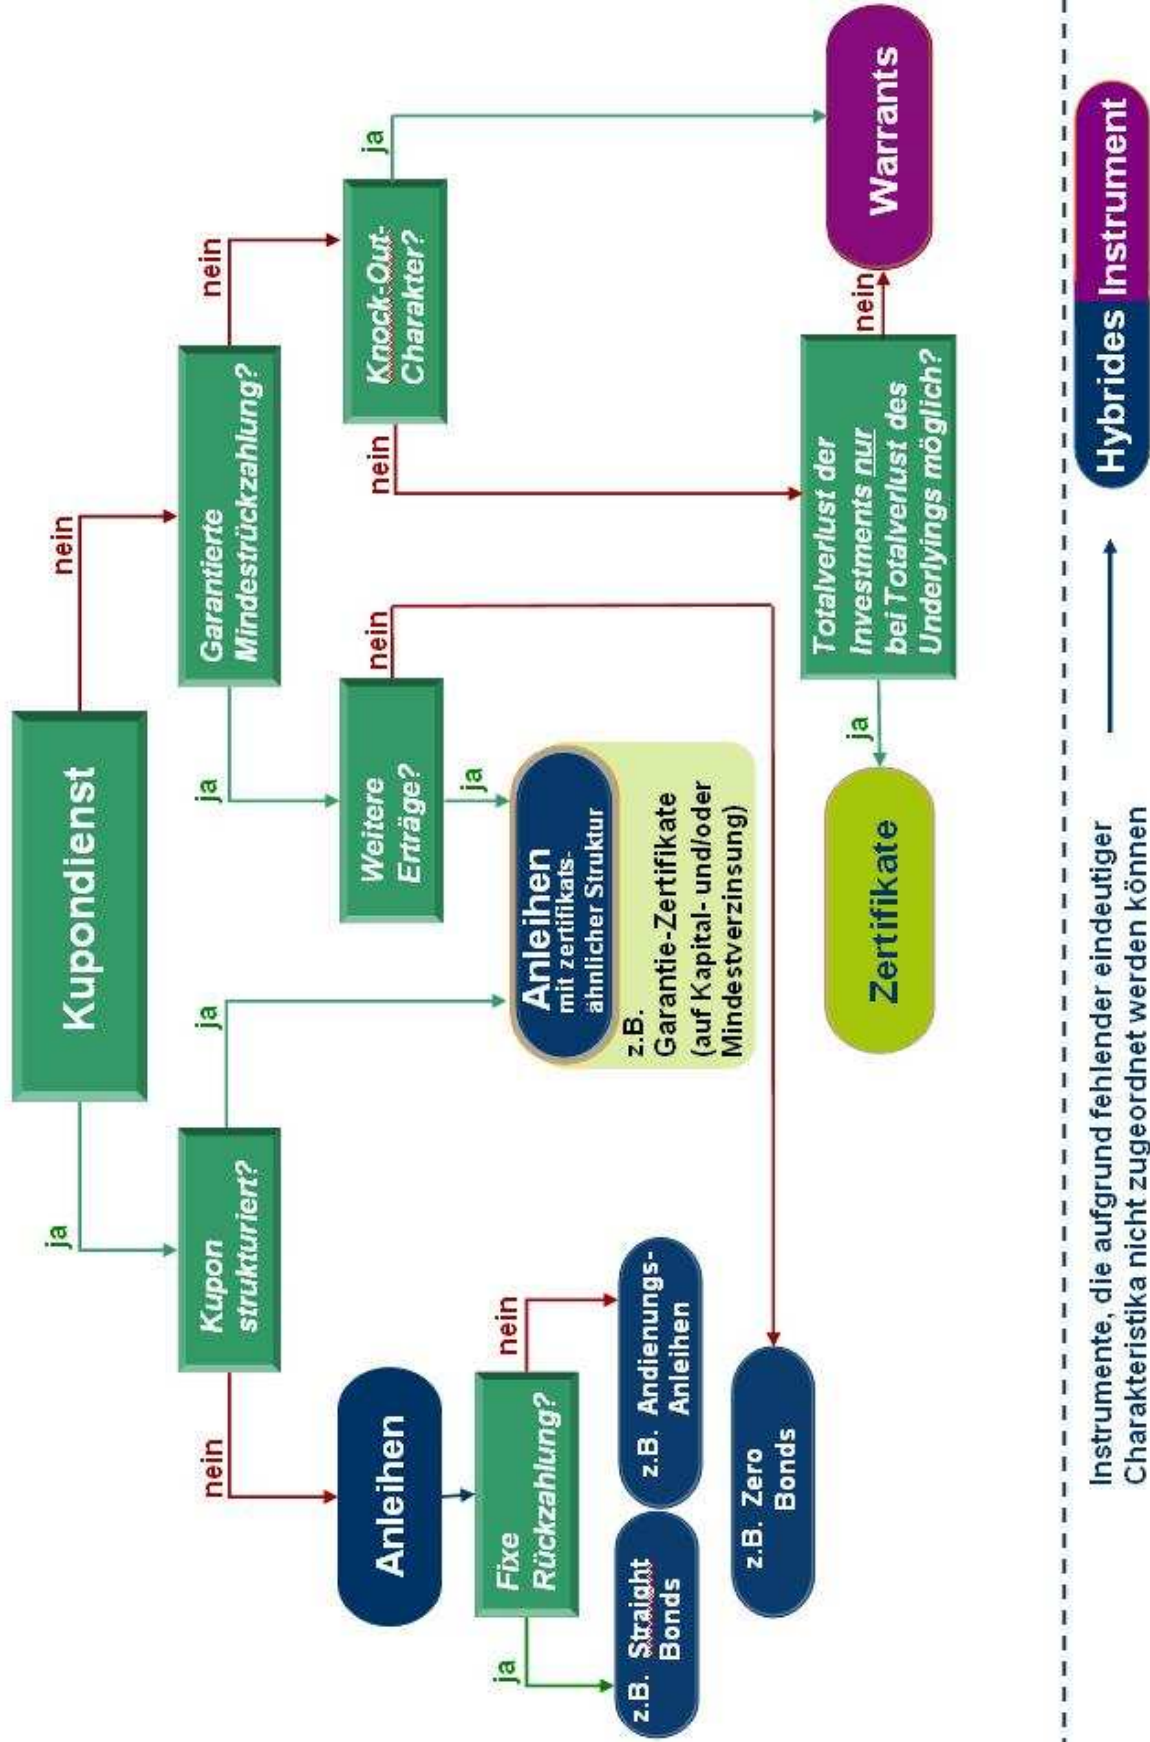 Kupondienst
ja
nein
Kupon
strukturiert?
Garantierte
Mindestrückzahlung?
nein
ja
ja
nein
Anleihen
Weitere
Erträge?
Knock-Out-
Charakter?
ja
nein
nein
ja
Fixe
Rückzahlung?
ja
nein
Anleihen
mit zertifikats-
ähnlicher Struktur
z.B.
Garantie-Zertifikate
(auf Kapital- und/oder
Mindestverzinsung)
z.B. Straight
Bonds
z.B. Andienungs-
Anleihen
z.B. Zero
Bonds
Totalverlust der
Investments nur
bei Totalverlust des
Underlyings möglich?
ja
nein
Zertifikate
Warrants
Instrumente, die aufgrund fehlender eindeutiger
Charakteristika nicht zugeordnet werden können
Hybrides Instrument